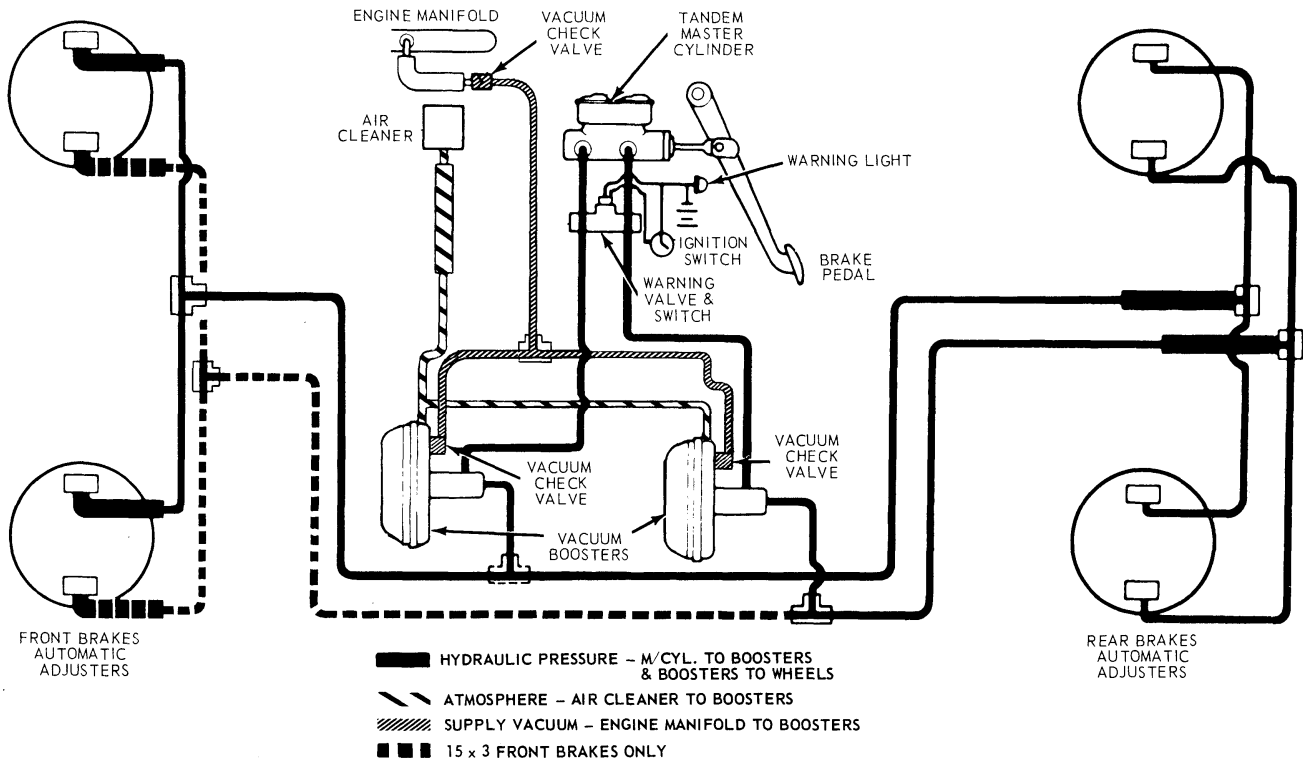 ENGINE MANIFOLD
VACUUM
CHECK
VALVE
TANDEM
MASTER
CYLINDER
AIR
CLEANER
WARNING LIGHT
IGNITION
SWITCH
BRAKE
PEDAL
WARNING
VALVE &
SWITCH
VACUUM
CHECK
VALVE
VACUUM
CHECK
VALVE
VACUUM
BOOSTERS
FRONT BRAKES
AUTOMATIC
ADJUSTERS
REAR BRAKES
AUTOMATIC
ADJUSTERS
HYDRAULIC PRESSURE – M/CYL. TO BOOSTERS
& BOOSTERS TO WHEELS
ATMOSPHERE – AIR CLEANER TO BOOSTERS
SUPPLY VACUUM – ENGINE MANIFOLD TO BOOSTERS
15 x 3 FRONT BRAKES ONLY